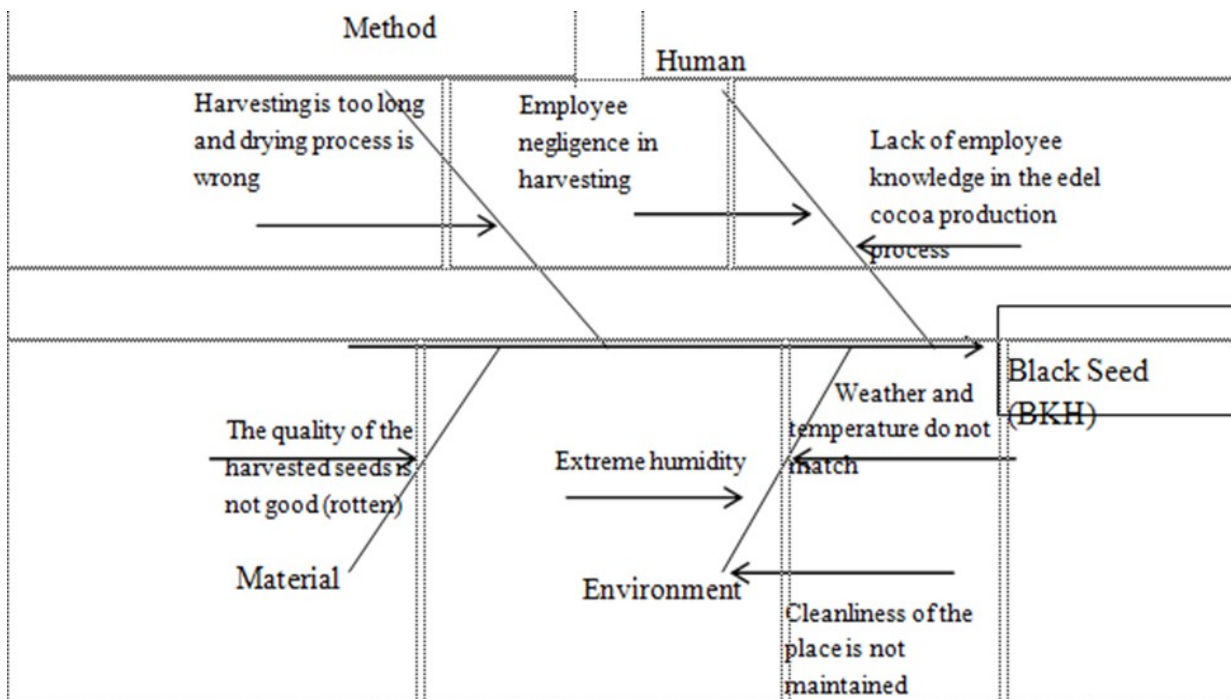 Method
Human
Harvesting is too long
and drying process is
wrong
Employee
negligence in
harvesting
Lack of employee
knowledge in the edel
cocoa production
process
Black Seed
(BKH)
The quality of the
harvested seeds is
not good (rotten)
Extreme humidity
Weather and
temperature do not
match
Material
Environment
Cleanliness of the
place is not
maintained